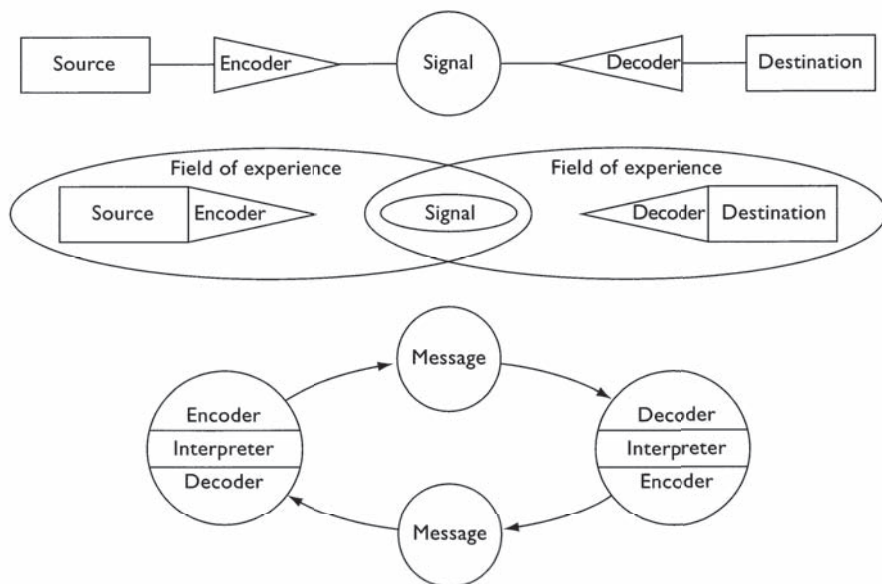 Source
Encoder
Signal
Decoder
Destination
Field of experience
Field of experience
Source
Encoder
Signal
Decoder
Destination
Message
Encoder
Interpreter
Decoder
Decoder
Interpreter
Encoder
Message